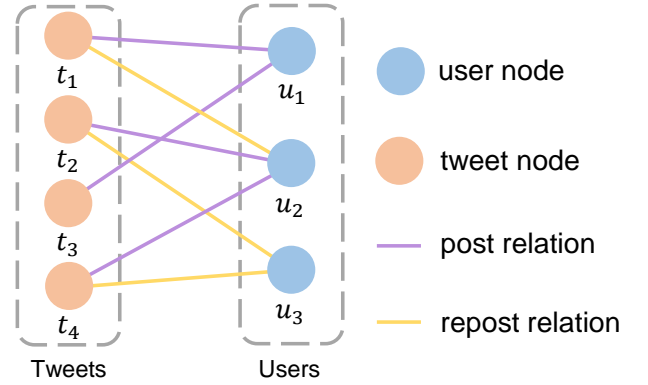 t₁
t₂
t₃
t₄
Tweets
u₁
u₂
u₃
Users
user node
tweet node
post relation
repost relation